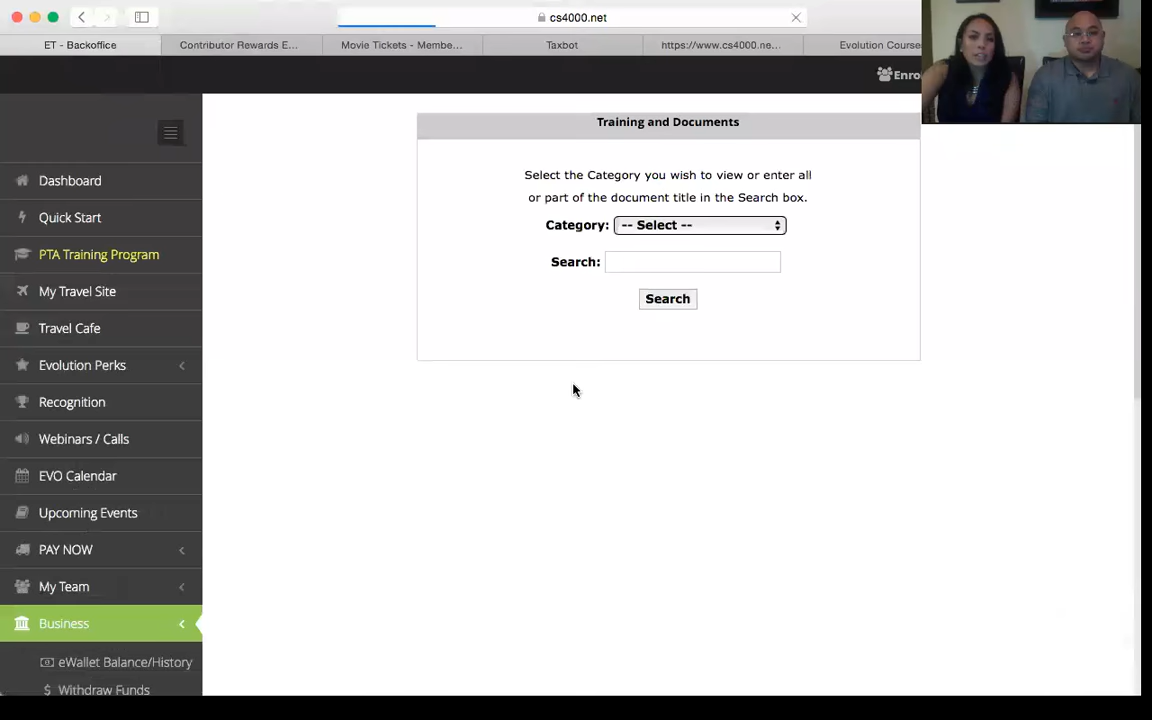 cs4000.net
ET - Backoffice
Contributor Rewards E...
Movie Tickets - Membe...
Taxbot
https://www.cs4000.ne...
Evolution Course
Enro
Training and Documents
Select the Category you wish to view or enter all
or part of the document title in the Search box.
Category: -- Select --
Search:
Search
Dashboard
Quick Start
PTA Training Program
My Travel Site
Travel Cafe
Evolution Perks
Recognition
Webinars / Calls
EVO Calendar
Upcoming Events
PAY NOW
My Team
Business
eWallet Balance/History
Withdraw Funds